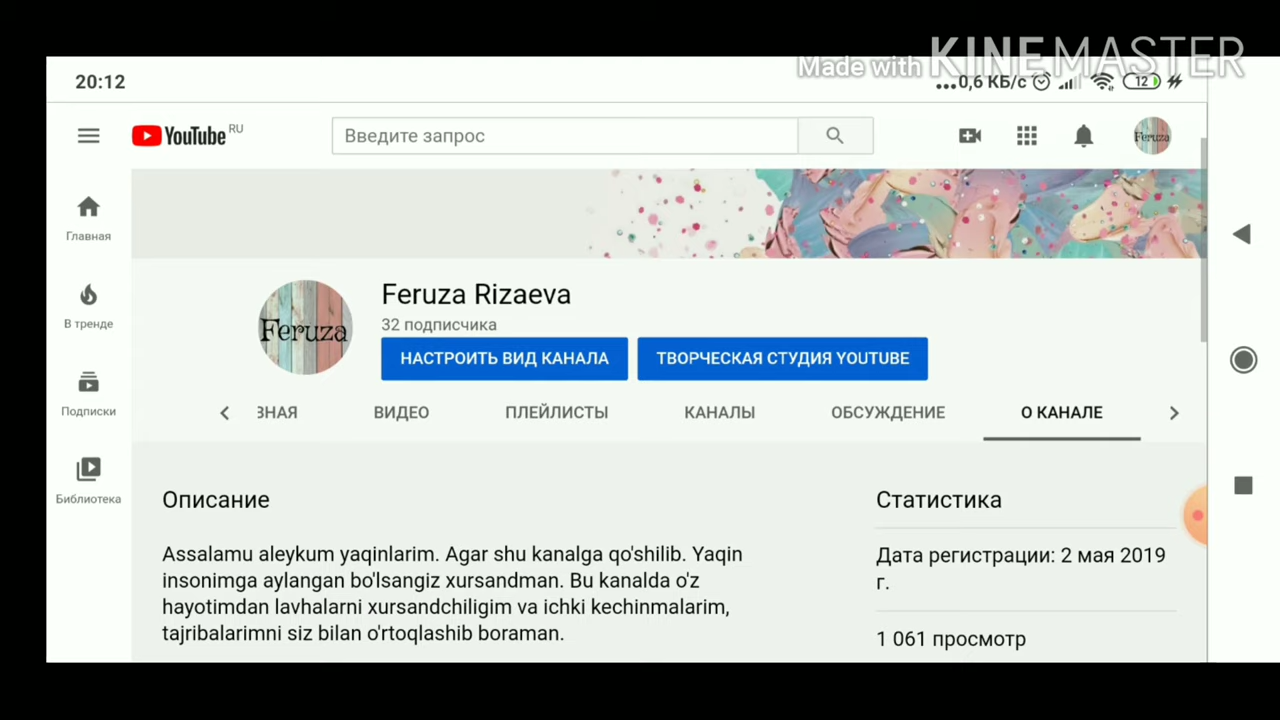 Made with KINEMASTER
20:12
...0,6 КБ/с 12
YouTube RU
Введите запрос
Feruza
Главная
В тренде
Подписки
Библиотека
Feruza
Feruza Rizaeva
32 подписчика
НАСТРОИТЬ ВИД КАНАЛА
ТВОРЧЕСКАЯ СТУДИЯ YOUTUBE
ВНАЯ ВИДЕО ПЛЕЙЛИСТЫ КАНАЛЫ ОБСУЖДЕНИЕ О КАНАЛЕ
Описание
Assalamu aleykum yaqinlarim. Agar shu kanalga qo'shilib. Yaqin
insonimga aylangan bo'lsangiz xursandman. Bu kanalda o'z
hayotimdan lavhalarni xursandchiligim va ichki kechinmalarim,
tajribalarimni siz bilan o'rtoqlashib boraman.
Статистика
Дата регистрации: 2 мая 2019
г.
1 061 просмотр